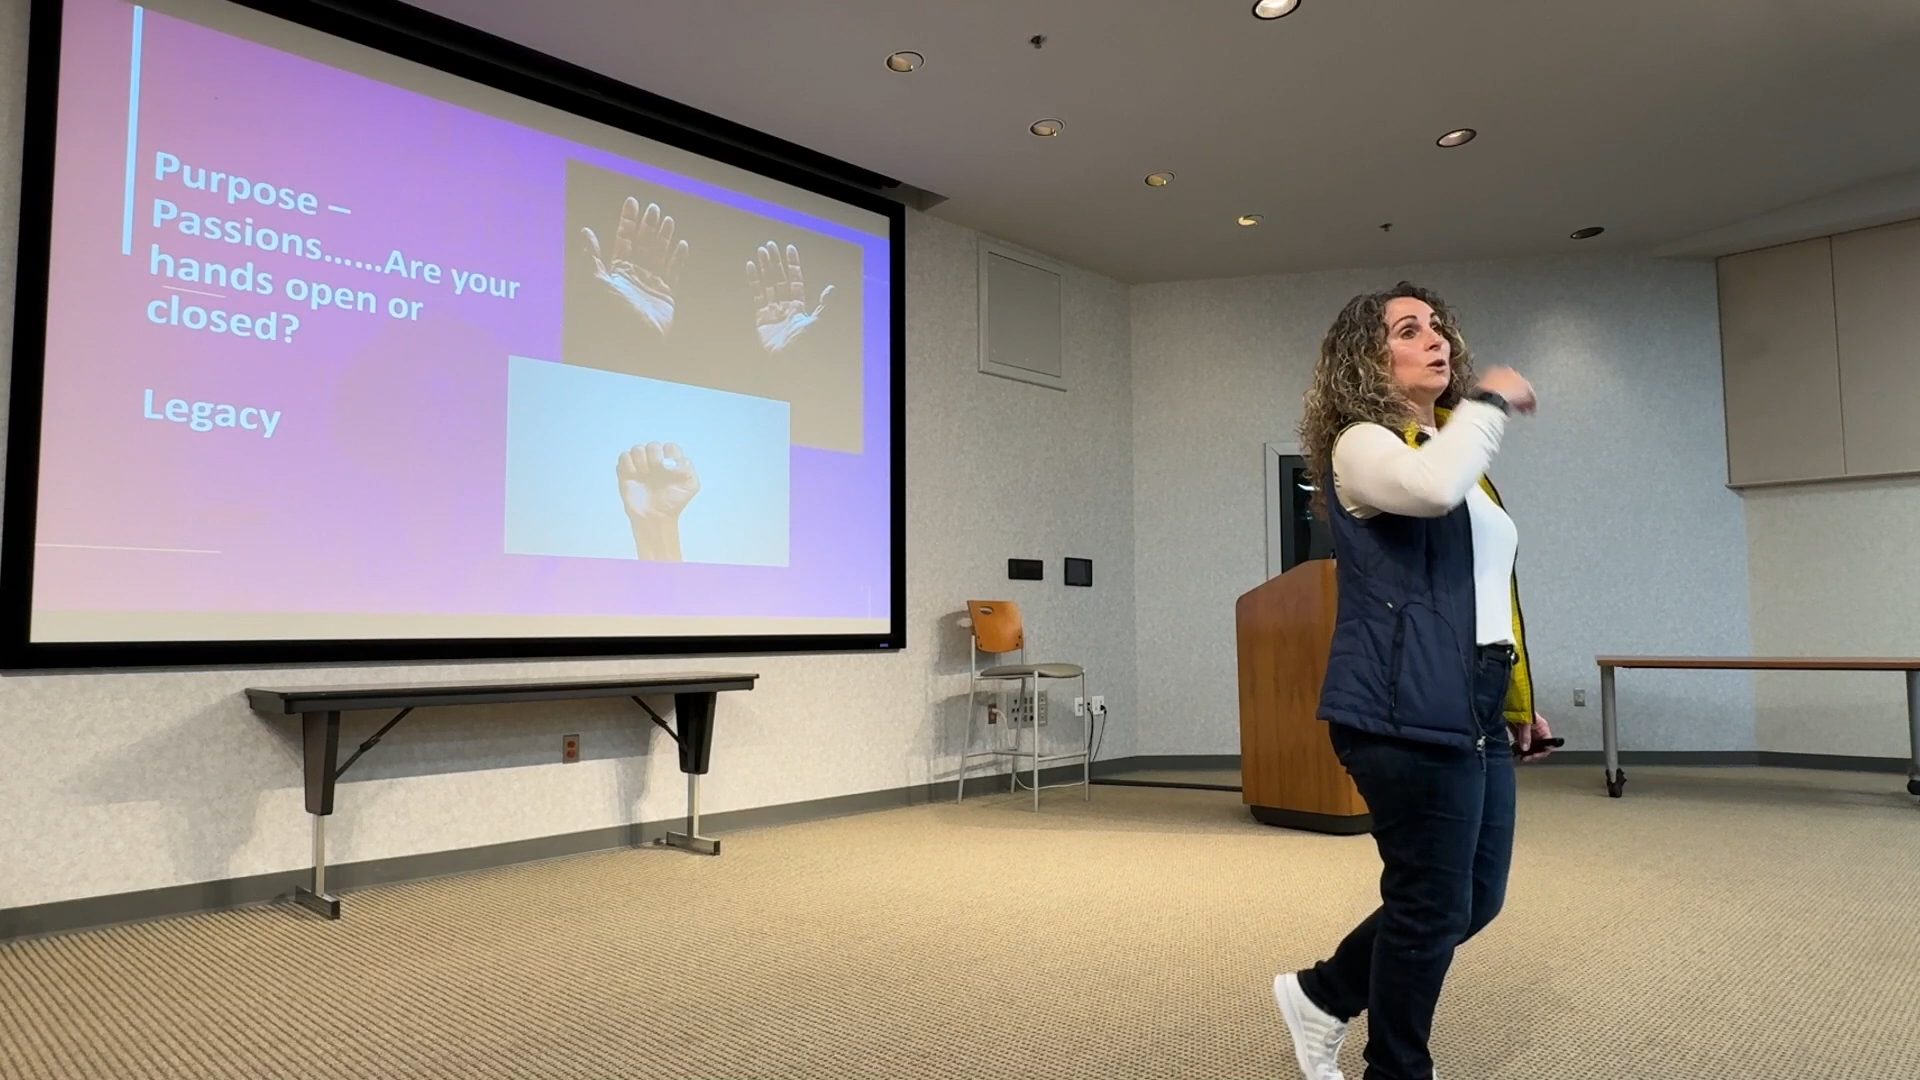 Purpose –
Passions......Are your
hands open or
closed?
Legacy